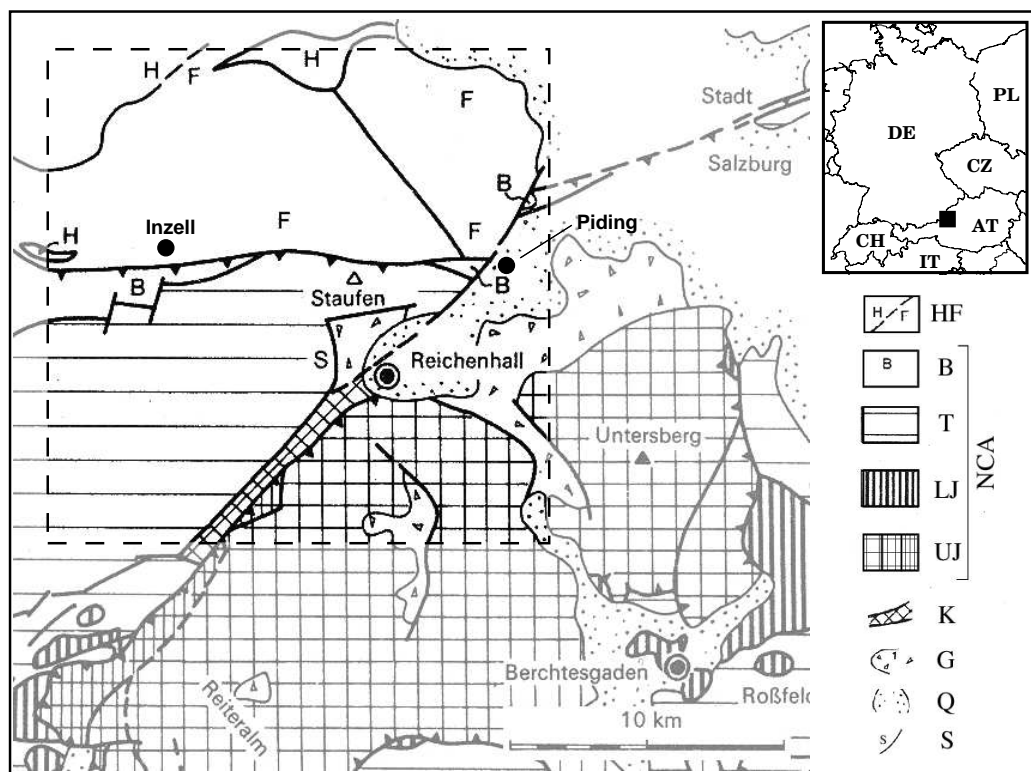 H
F
H
F
Stadt
Salzburg
B
H
Inzell
F
F
Piding
B
B
Staufen
S
Reichenhall
Untersberg
Berchtesgaden
Roßfeld
Reiteralm
10 km
PL
DE
CZ
CH
AT
IT
H F HF
B B
T
LJ
UJ
NCA
K
G
Q
S S